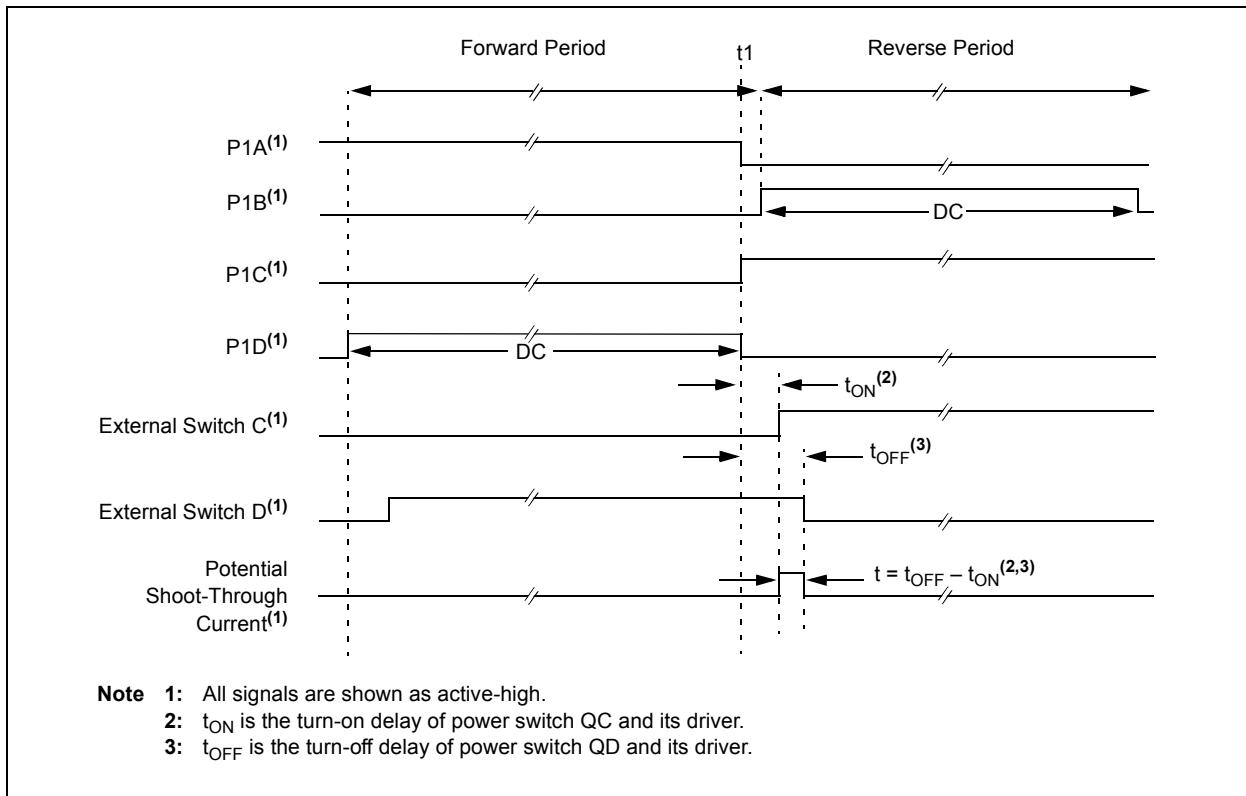 Forward Period
t1
Reverse Period
P1A(1)
P1B(1)
DC
P1C(1)
P1D(1)
DC
tON(2)
External Switch C(1)
tOFF(3)
External Switch D(1)
Potential
Shoot-Through
Current(1)
t = tOFF – tON(2,3)
Note 1: All signals are shown as active-high.
2: tON is the turn-on delay of power switch QC and its driver.
3: tOFF is the turn-off delay of power switch QD and its driver.